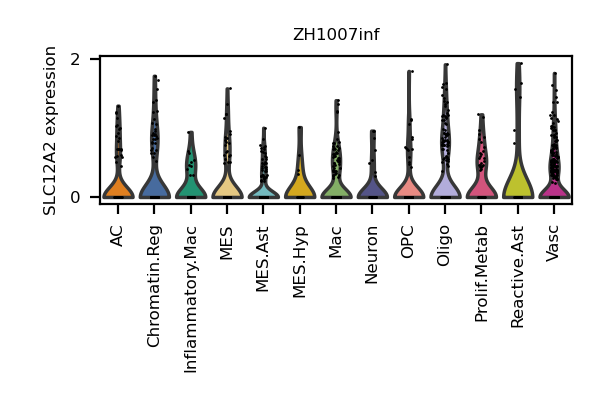 ZH1007inf
SLC12A2 expression
2
0
AC
Chromatin.Reg
Inflammatory.Mac
MES
MES.Ast
MES.Hyp
Mac
Neuron
OPC
Oligo
Prolif.Metab
Reactive.Ast
Vasc